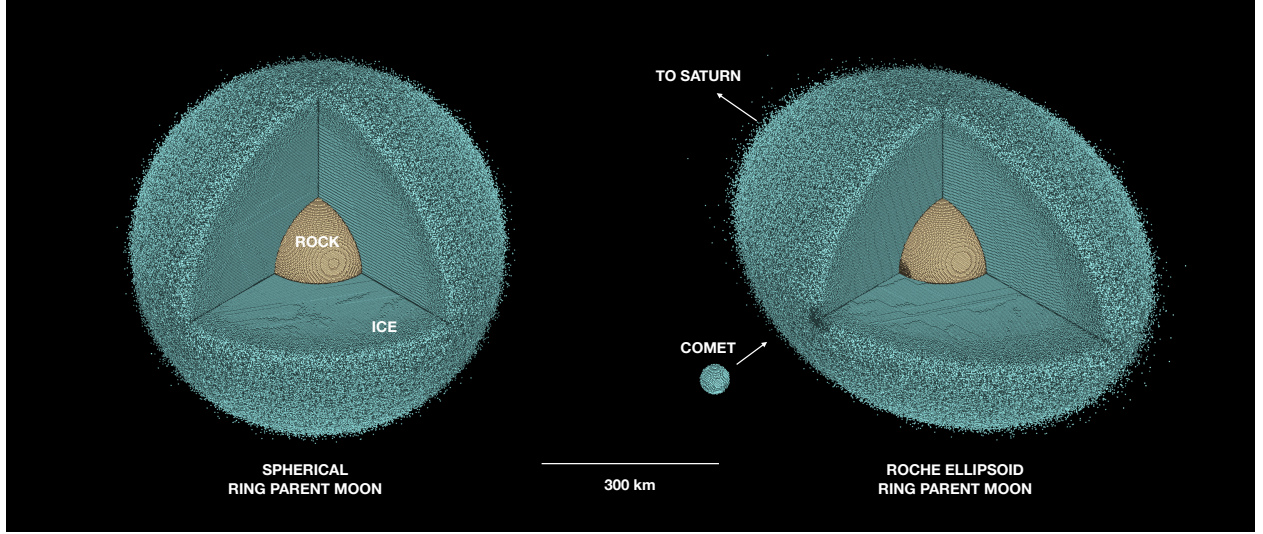 ROCK
ICE
SPHERICAL
RING PARENT MOON
300 km
TO SATURN
COMET
ROCHE ELLIPSOID
RING PARENT MOON